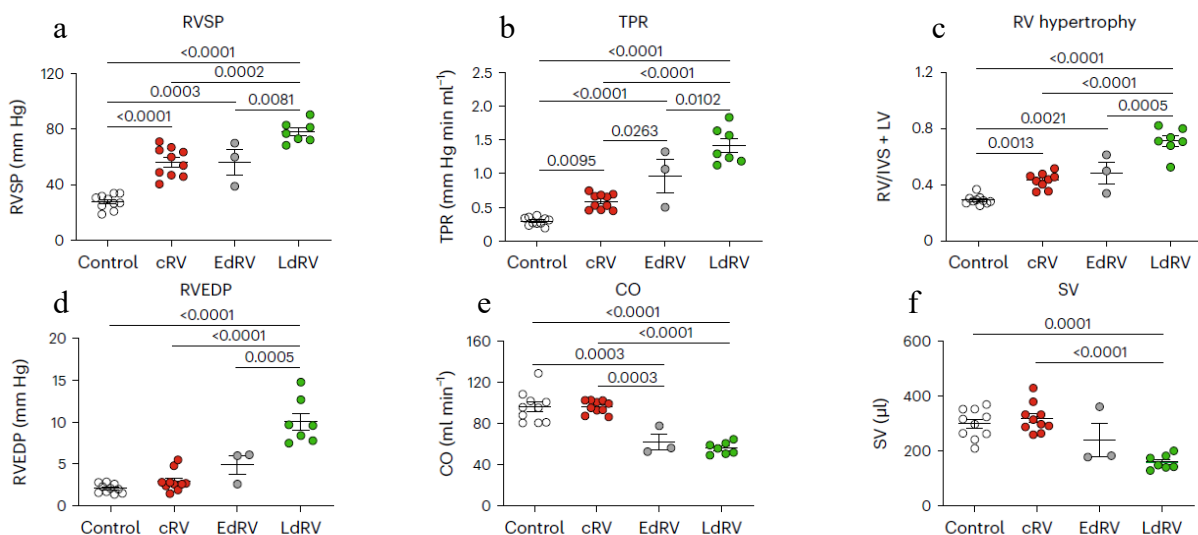 a
RVSP
<0.0001
0.0002
0.0003
0.0081
<0.0001
RVSP (mm Hg)
120
80
40
0
Control cRV EdRV LdRV
b
TPR
<0.0001
<0.0001
<0.0001
0.0102
0.0263
0.0095
TPR (mm Hg min ml⁻¹)
2.5
2.0
1.5
1.0
0.5
0
Control cRV EdRV LdRV
c
RV hypertrophy
<0.0001
<0.0001
0.0005
0.0021
0.0013
RV/IVS + LV
1.2
0.8
0.4
0
Control cRV EdRV LdRV
d
RVEDP
<0.0001
<0.0001
0.0005
RVEDP (mm Hg)
20
15
10
5
0
Control cRV EdRV LdRV
e
CO
<0.0001
<0.0001
0.0003
0.0003
CO (ml min⁻¹)
160
120
80
40
0
Control cRV EdRV LdRV
f
SV
0.0001
<0.0001
SV (µl)
600
400
200
0
Control cRV EdRV LdRV